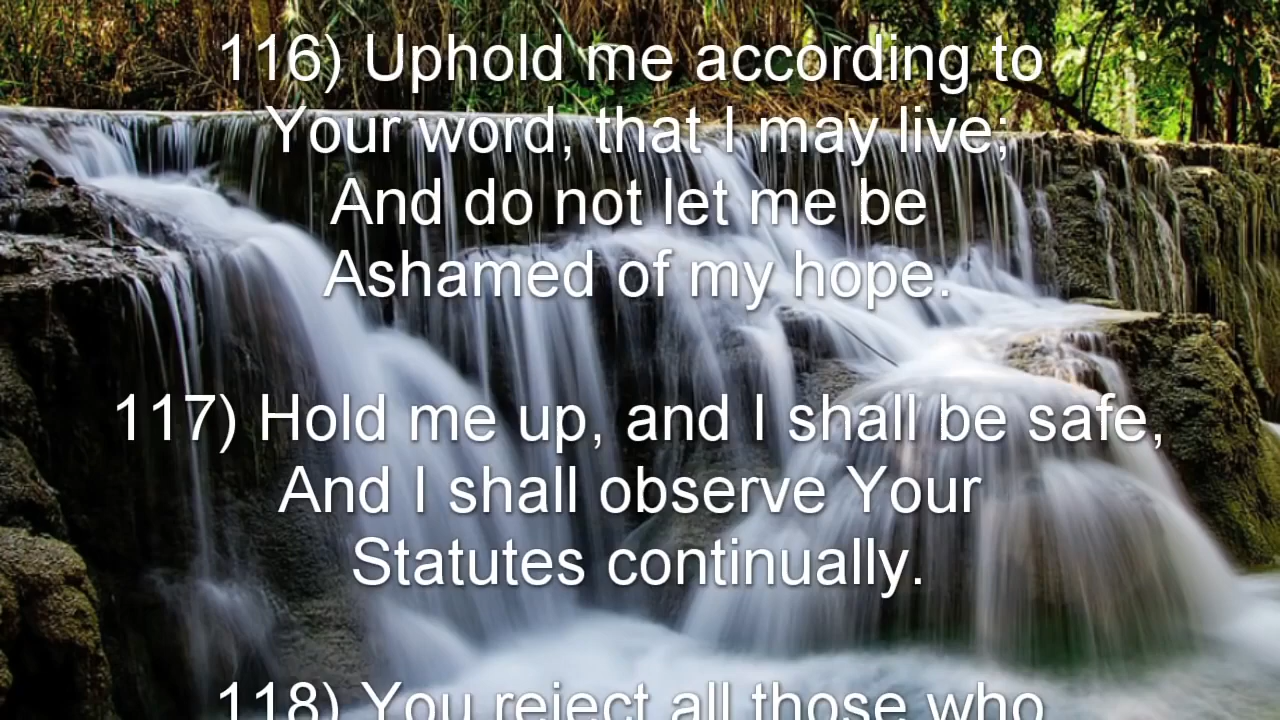 116) Uphold me according to
Your word, that I may live;
And do not let me be
Ashamed of my hope.
117) Hold me up, and I shall be safe,
And I shall observe Your
Statutes continually.
118) You reject all those who